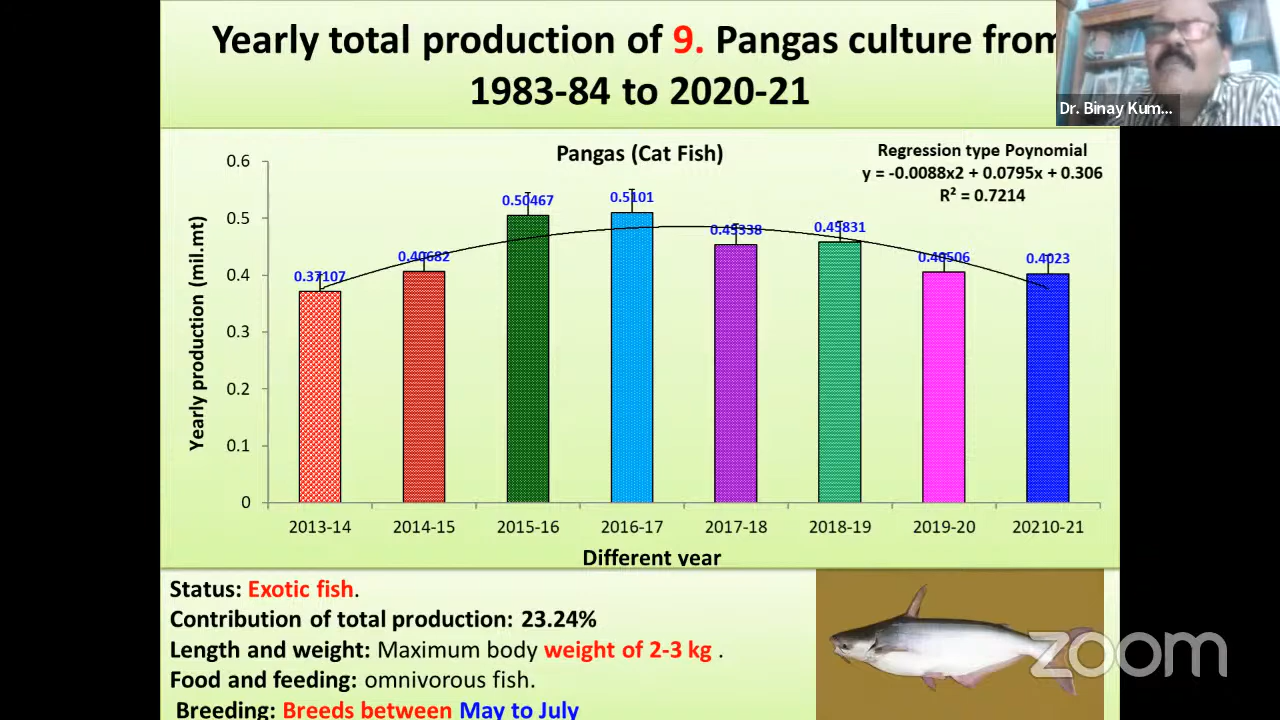 Yearly total production of 9. Pangas culture from
1983-84 to 2020-21
Dr. Binay Kum...
Pangas (Cat Fish)
Regression type Poynomial
y = -0.0088x2 + 0.0795x + 0.306
R² = 0.7214
Yearly production (mil.mt)
0.6
0.5
0.4
0.3
0.2
0.1
0
0.37107
0.40682
0.50467
0.5101
0.45338
0.45831
0.40506
0.4023
2013-14
2014-15
2015-16
2016-17
2017-18
2018-19
2019-20
20210-21
Different year
Status: Exotic fish.
Contribution of total production: 23.24%
Length and weight: Maximum body weight of 2-3 kg .
Food and feeding: omnivorous fish.
Breeding: Breeds between May to July
zoom